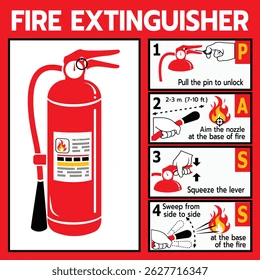 FIRE EXTINGUISHER
1
P
Pull the pin to unlock
2
2-3 m. (7-10 ft.)
A
Aim the nozzle
at the base of fire
3
S
Squeeze the lever
4
Sweep from
side to side
S
at the base
of the fire
shutterstock.com · 2627716347